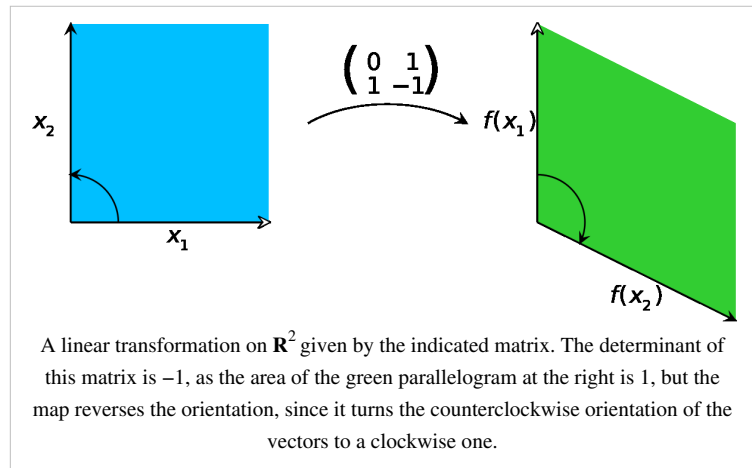 ( 0 1
1 −1 )
x₂
f(x₁)
x₁
f(x₂)
A linear transformation on R² given by the indicated matrix. The determinant of
this matrix is −1, as the area of the green parallelogram at the right is 1, but the
map reverses the orientation, since it turns the counterclockwise orientation of the
vectors to a clockwise one.